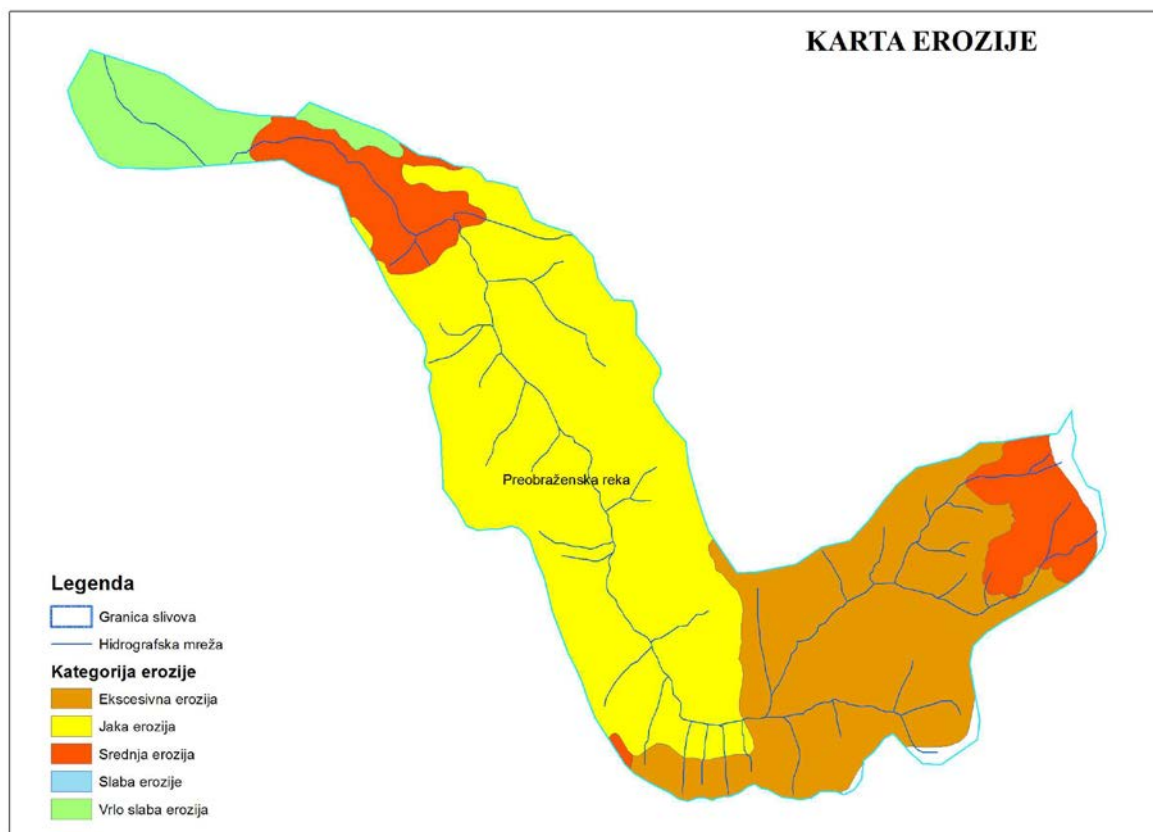 KARTA EROZIJE
Preobraženska reka
Legenda
Granica slivova
Hidrografska mreža
Kategorija erozije
Ekscesivna erozija
Jaka erozija
Srednja erozija
Slaba erozije
Vrlo slaba erozija